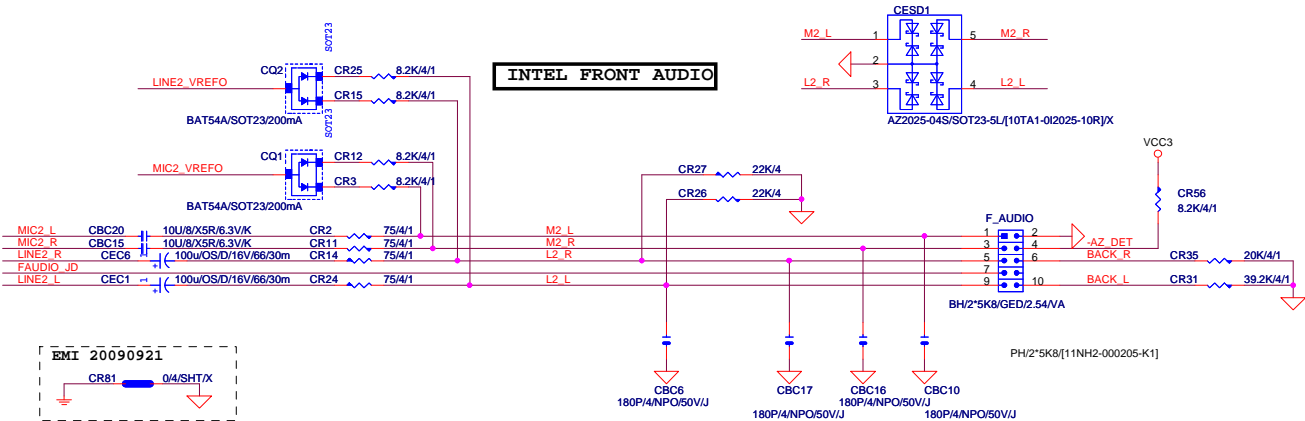 CESD1
M2_L 1 5 M2_R
2
L2_R 3 4 L2_L
AZ2025-04S/SOT23-5L/[10TA1-0I2025-10R]/X
INTEL FRONT AUDIO
SOT23
CQ2 CR25 8.2K/4/1
LINE2_VREFO
CR15 8.2K/4/1
BAT54A/SOT23/200mA
SOT23
CQ1 CR12 8.2K/4/1
MIC2_VREFO
CR3 8.2K/4/1
BAT54A/SOT23/200mA
CR27 22K/4
CR26 22K/4
VCC3
CR56
8.2K/4/1
F_AUDIO
MIC2_L CBC20 10U/8/X5R/6.3V/K CR2 75/4/1 M2_L 1 2
MIC2_R CBC15 10U/8/X5R/6.3V/K CR11 75/4/1 M2_R 3 4 -AZ_DET
LINE2_R CEC6 1 + 100u/OS/D/16V/66/30m CR14 75/4/1 L2_R 5 6 BACK_R CR35 20K/4/1
FAUDIO_JD 7
LINE2_L CEC1 1 + 100u/OS/D/16V/66/30m CR24 75/4/1 L2_L 9 10 BACK_L CR31 39.2K/4/1
BH/2*5K8/GED/2.54/VA
PH/2*5K8/[11NH2-000205-K1]
EMI 20090921
CR81 0/4/SHT/X
CBC6
180P/4/NPO/50V/J
CBC17
180P/4/NPO/50V/J
CBC16
180P/4/NPO/50V/J
CBC10
180P/4/NPO/50V/J